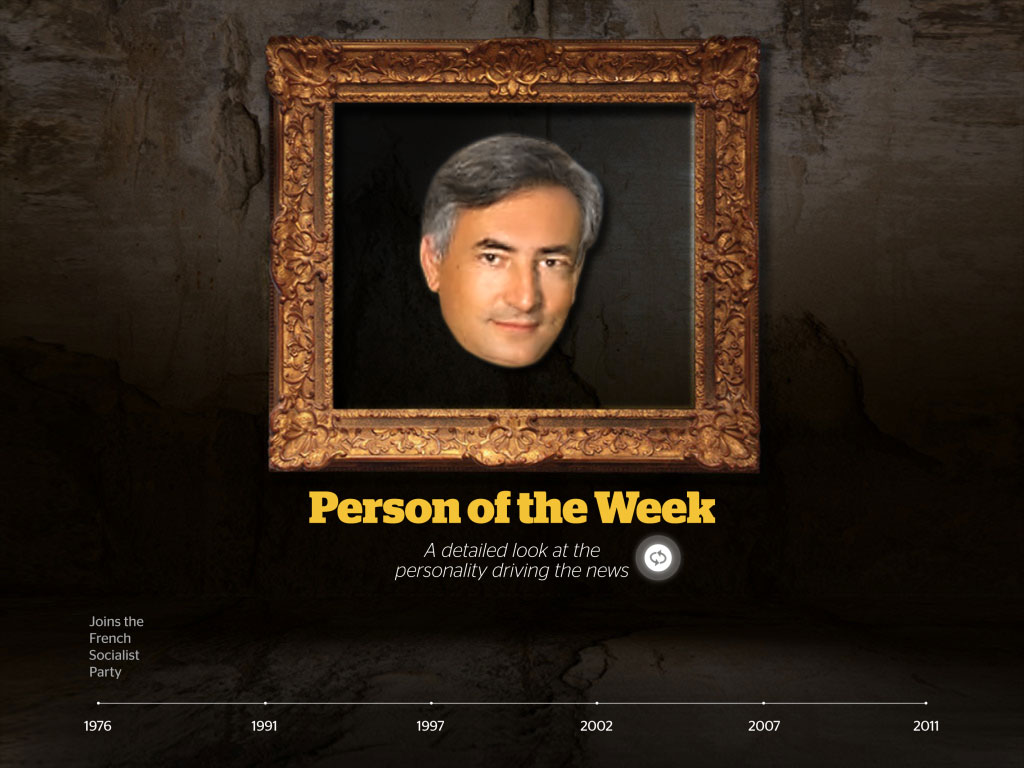 Person of the Week
A detailed look at the
personality driving the news
Joins the
French
Socialist
Party
1976 1991 1997 2002 2007 2011